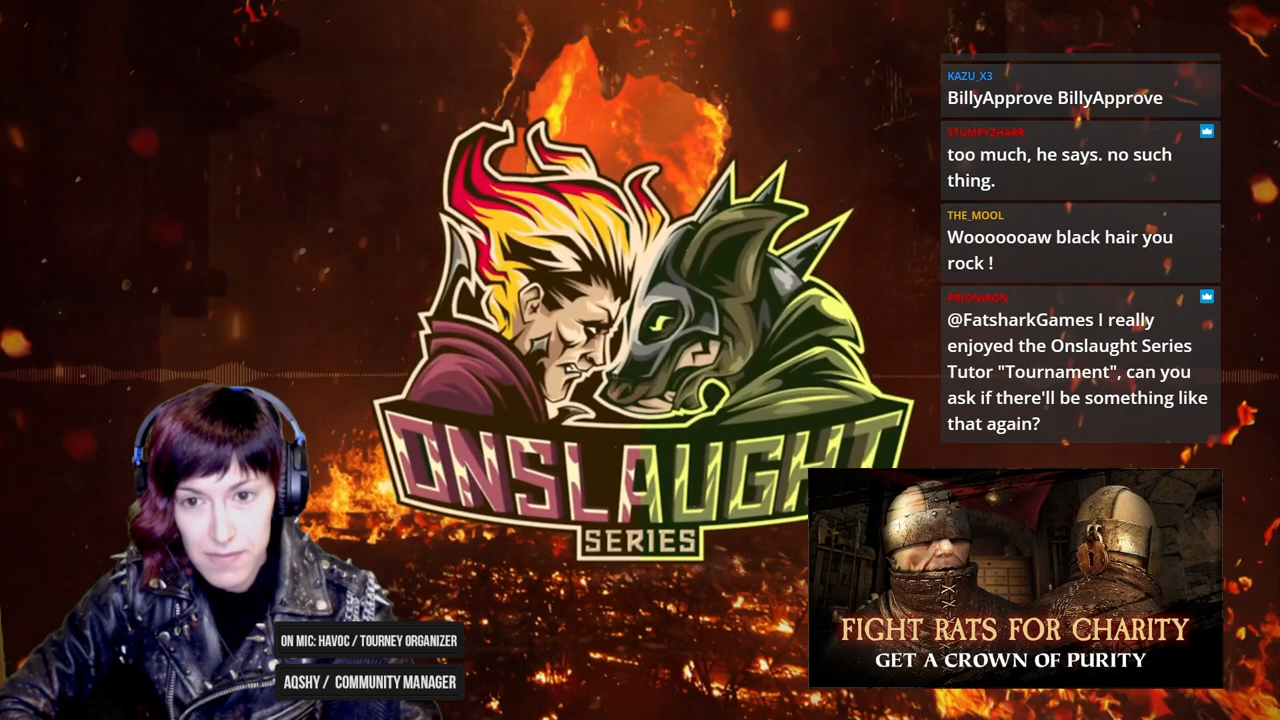 KAZU_X3
BillyApprove BillyApprove
STUMPYZHARR
too much, he says. no such
thing.
THE_MOOL
Wooooooaw black hair you
rock !
PRIONIRON
@FatsharkGames I really
enjoyed the Onslaught Series
Tutor "Tournament", can you
ask if there'll be something like
that again?
ONSLAUGHT
SERIES
ON MIC: HAVOC / TOURNEY ORGANIZER
AQSHY / COMMUNITY MANAGER
FIGHT RATS FOR CHARITY
GET A CROWN OF PURITY